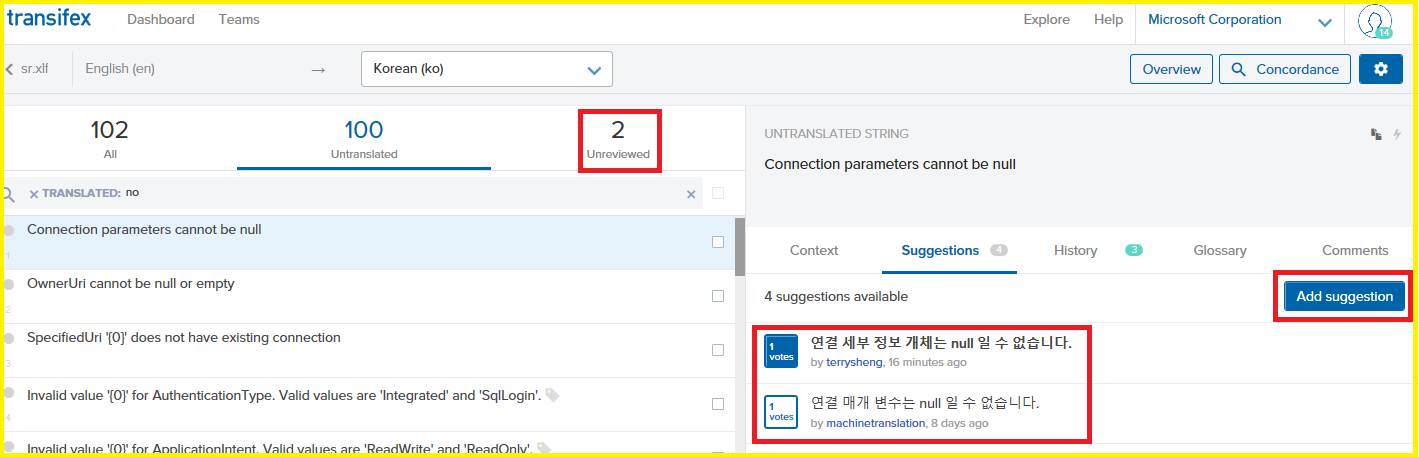 transifex Dashboard Teams Explore Help Microsoft Corporation 14
sr.xlf English (en) → Korean (ko) Overview Concordance
102 100 2
All Untranslated Unreviewed
TRANSLATED: no
Connection parameters cannot be null
1
OwnerUri cannot be null or empty
2
SpecifiedUri '{0}' does not have existing connection
3
Invalid value '{0}' for AuthenticationType. Valid values are 'Integrated' and 'SqlLogin'.
4
Invalid value '{0}' for ApplicationIntent. Valid values are 'ReadWrite' and 'ReadOnly'.
UNTRANSLATED STRING
Connection parameters cannot be null
Context Suggestions 4 History 3 Glossary Comments
4 suggestions available Add suggestion
1 votes
연결 세부 정보 개체는 null 일 수 없습니다.
by terrysheng, 16 minutes ago
1 votes
연결 매개 변수는 null 일 수 없습니다.
by machinetranslation, 8 days ago